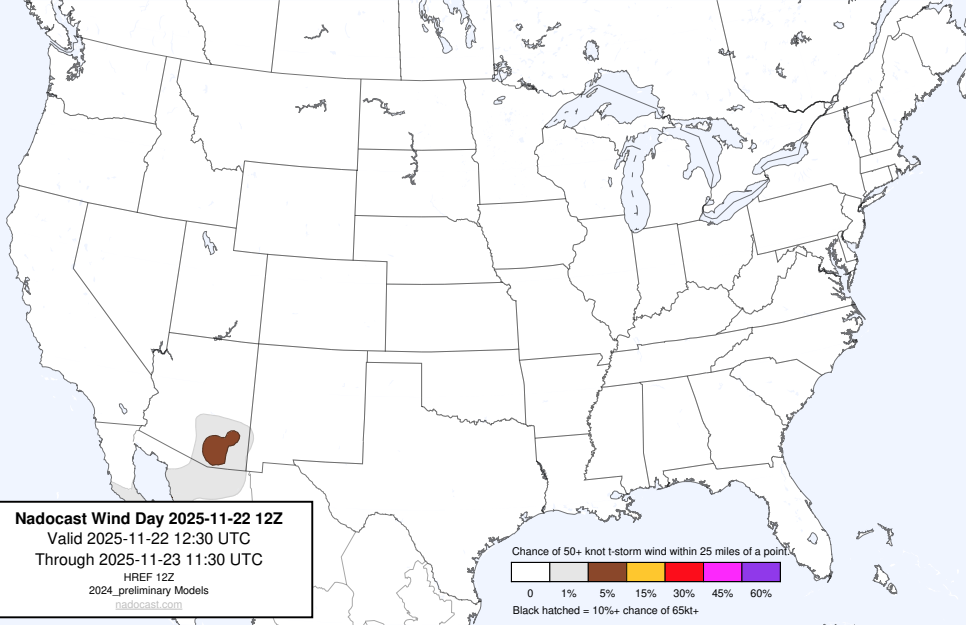 Nadocast Wind Day 2025-11-22 12Z
Valid 2025-11-22 12:30 UTC
Through 2025-11-23 11:30 UTC
HREF 12Z
2024_preliminary Models
nadocast.com
Chance of 50+ knot t-storm wind within 25 miles of a point.
0 1% 5% 15% 30% 45% 60%
Black hatched = 10%+ chance of 65kt+